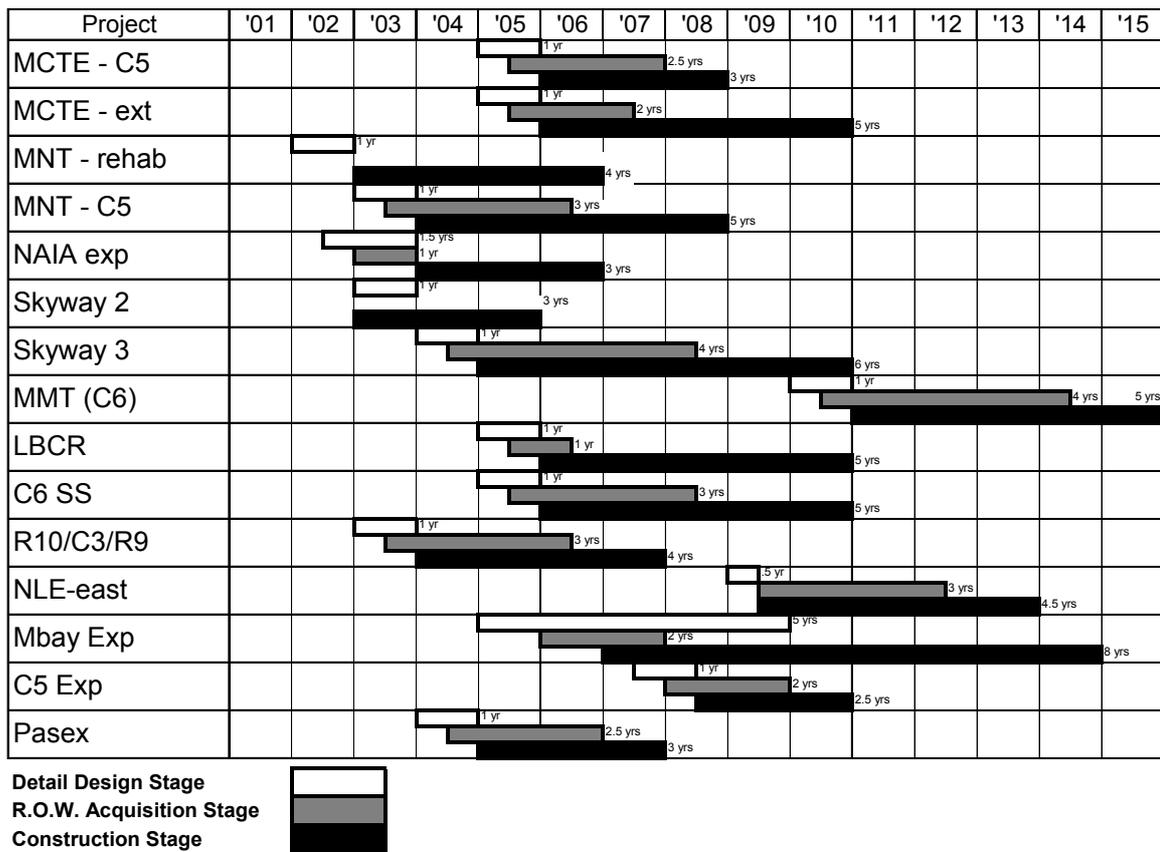 Project '01 '02 '03 '04 '05 '06 '07 '08 '09 '10 '11 '12 '13 '14 '15
1 yr
MCTE - C5 2.5 yrs
3 yrs
1 yr
MCTE - ext 2 yrs
5 yrs
1 yr
MNT - rehab
4 yrs
1 yr
MNT - C5 3 yrs
5 yrs
1.5 yrs
NAIA exp 1 yr
3 yrs
1 yr
Skyway 2 3 yrs
1 yr
Skyway 3 4 yrs
6 yrs
1 yr
MMT (C6) 4 yrs 5 yrs
1 yr
LBCR 1 yr
5 yrs
1 yr
C6 SS 3 yrs
5 yrs
1 yr
R10/C3/R9 3 yrs
4 yrs
.5 yr
NLE-east 3 yrs
4.5 yrs
5 yrs
Mbay Exp 2 yrs
8 yrs
1 yr
C5 Exp 2 yrs
2.5 yrs
1 yr
Pasex 2.5 yrs
3 yrs
Detail Design Stage
R.O.W. Acquisition Stage
Construction Stage